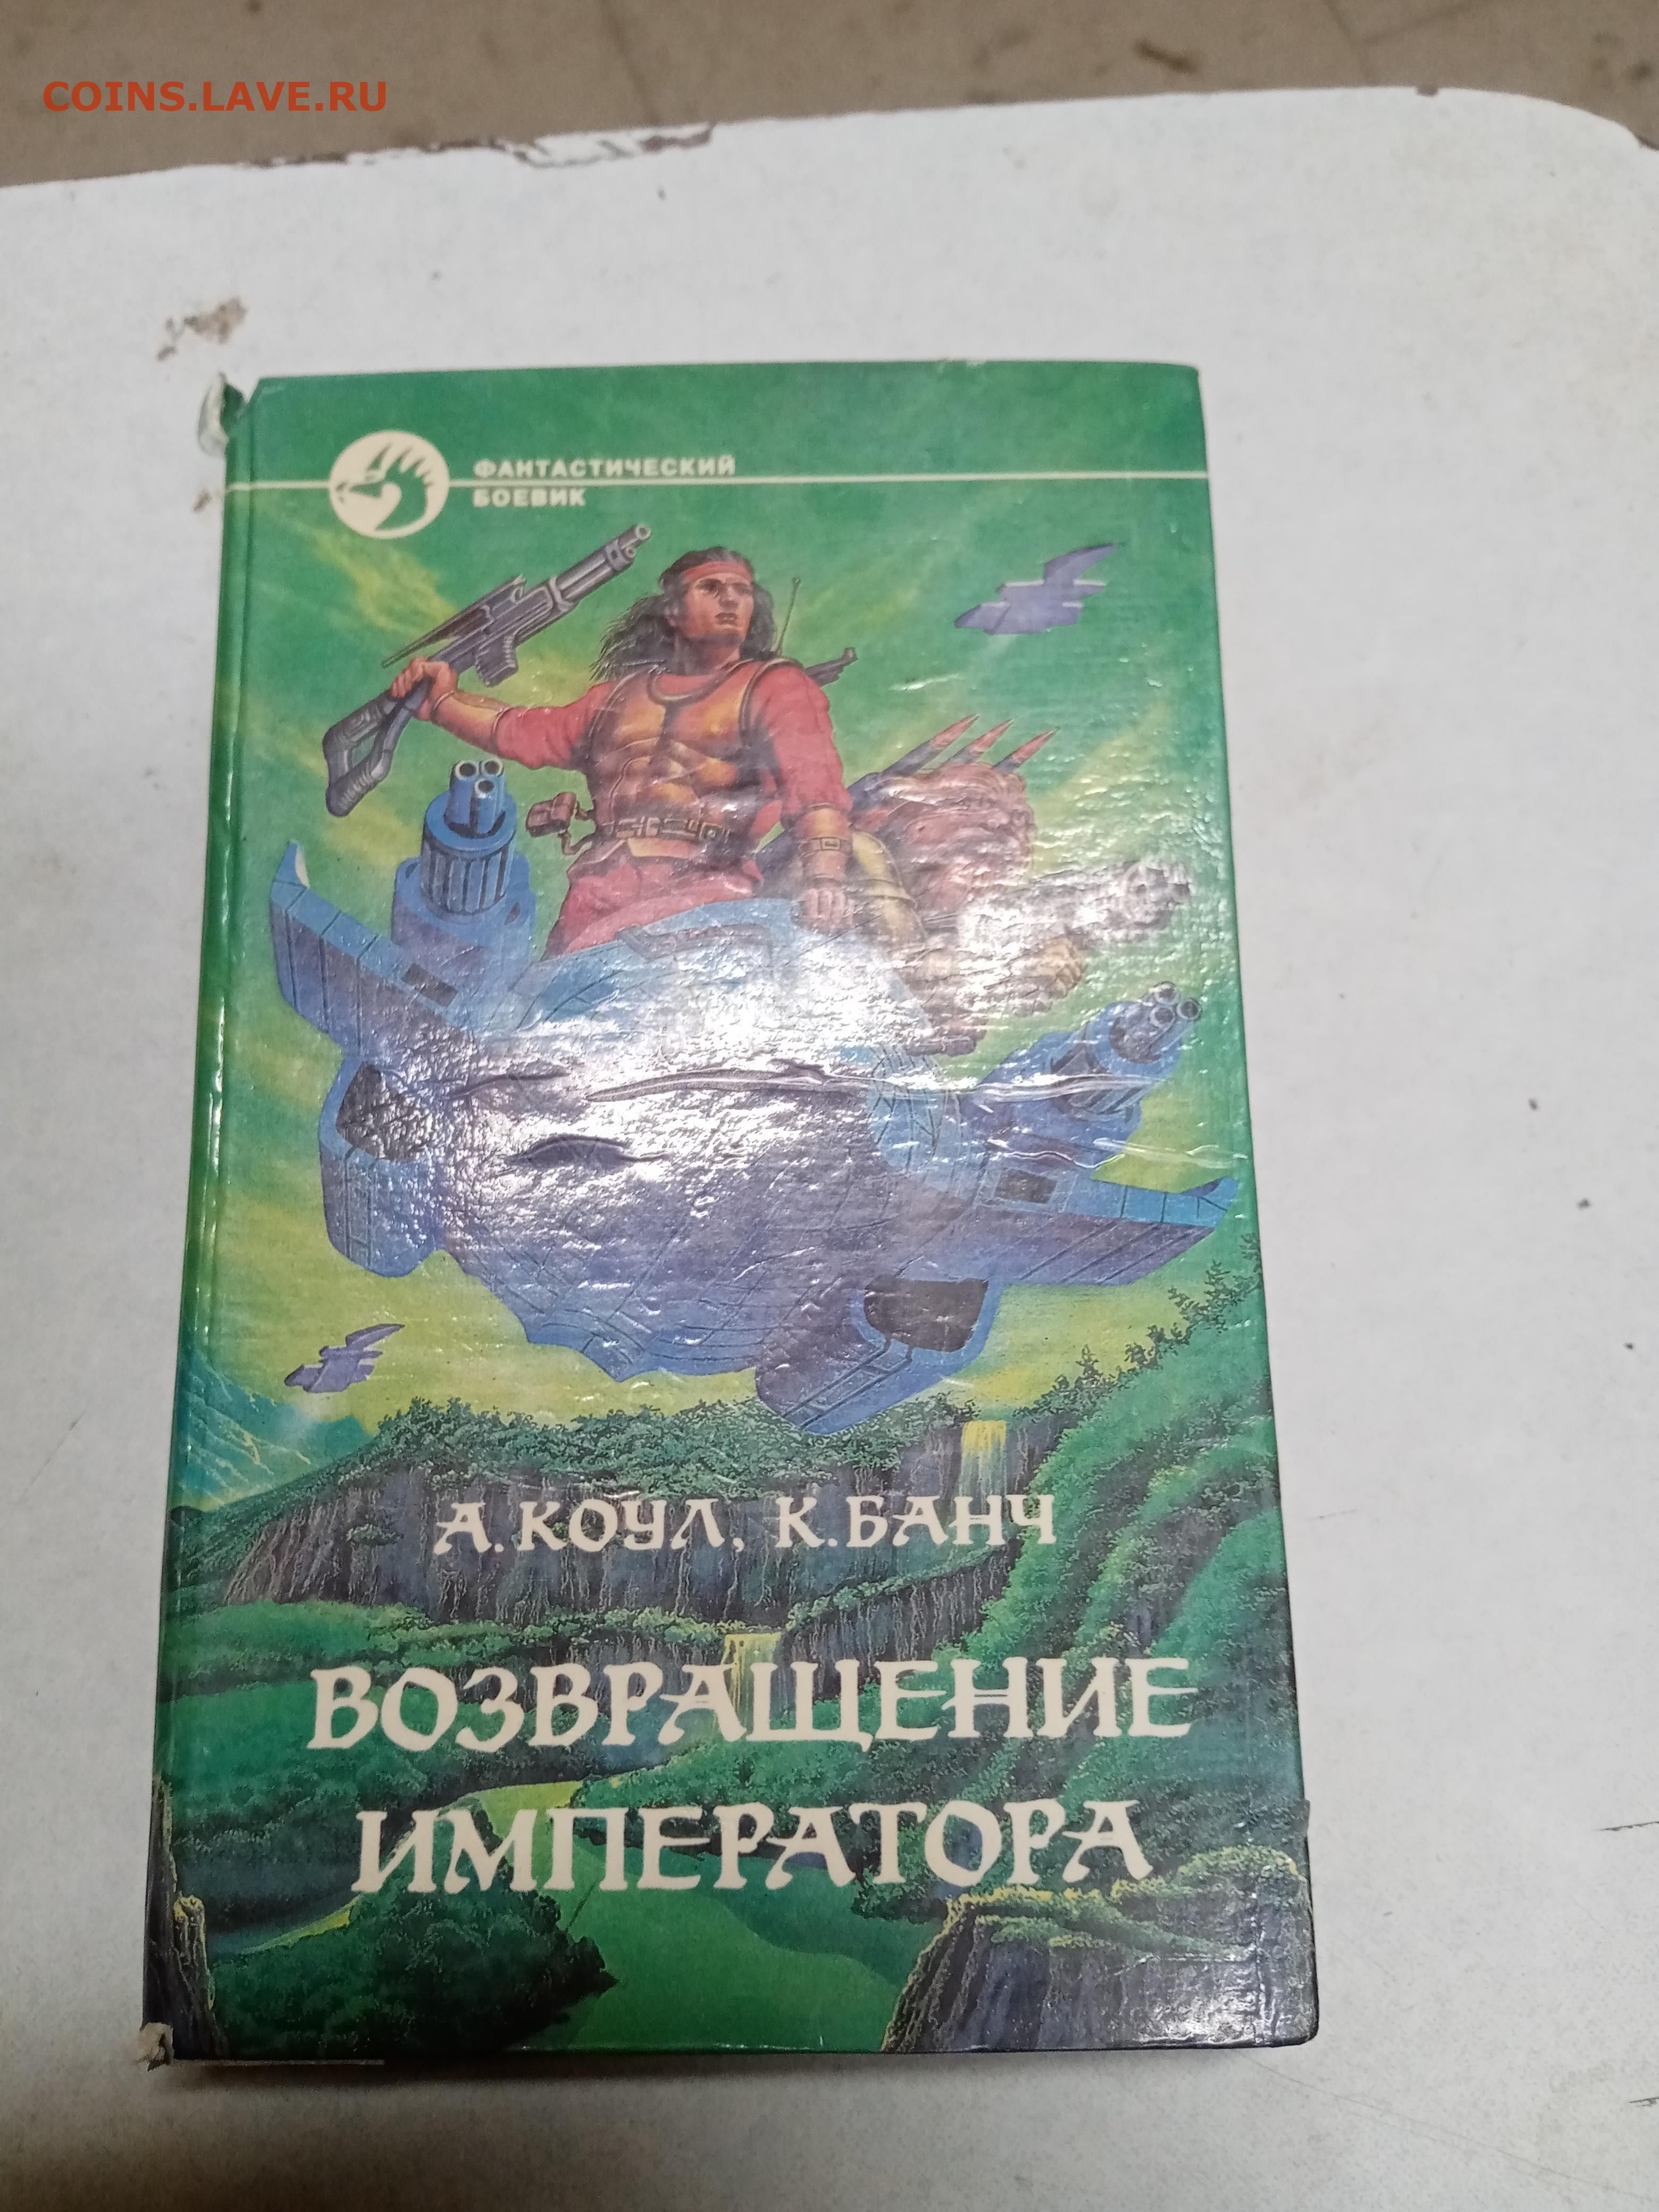 COINS.LAVE.RU
ФАНТАСТИЧЕСКИЙ
БОЕВИК
А.КОУЛ, К.БАНЧ
ВОЗВРАЩЕНИЕ
ИМПЕРАТОРА